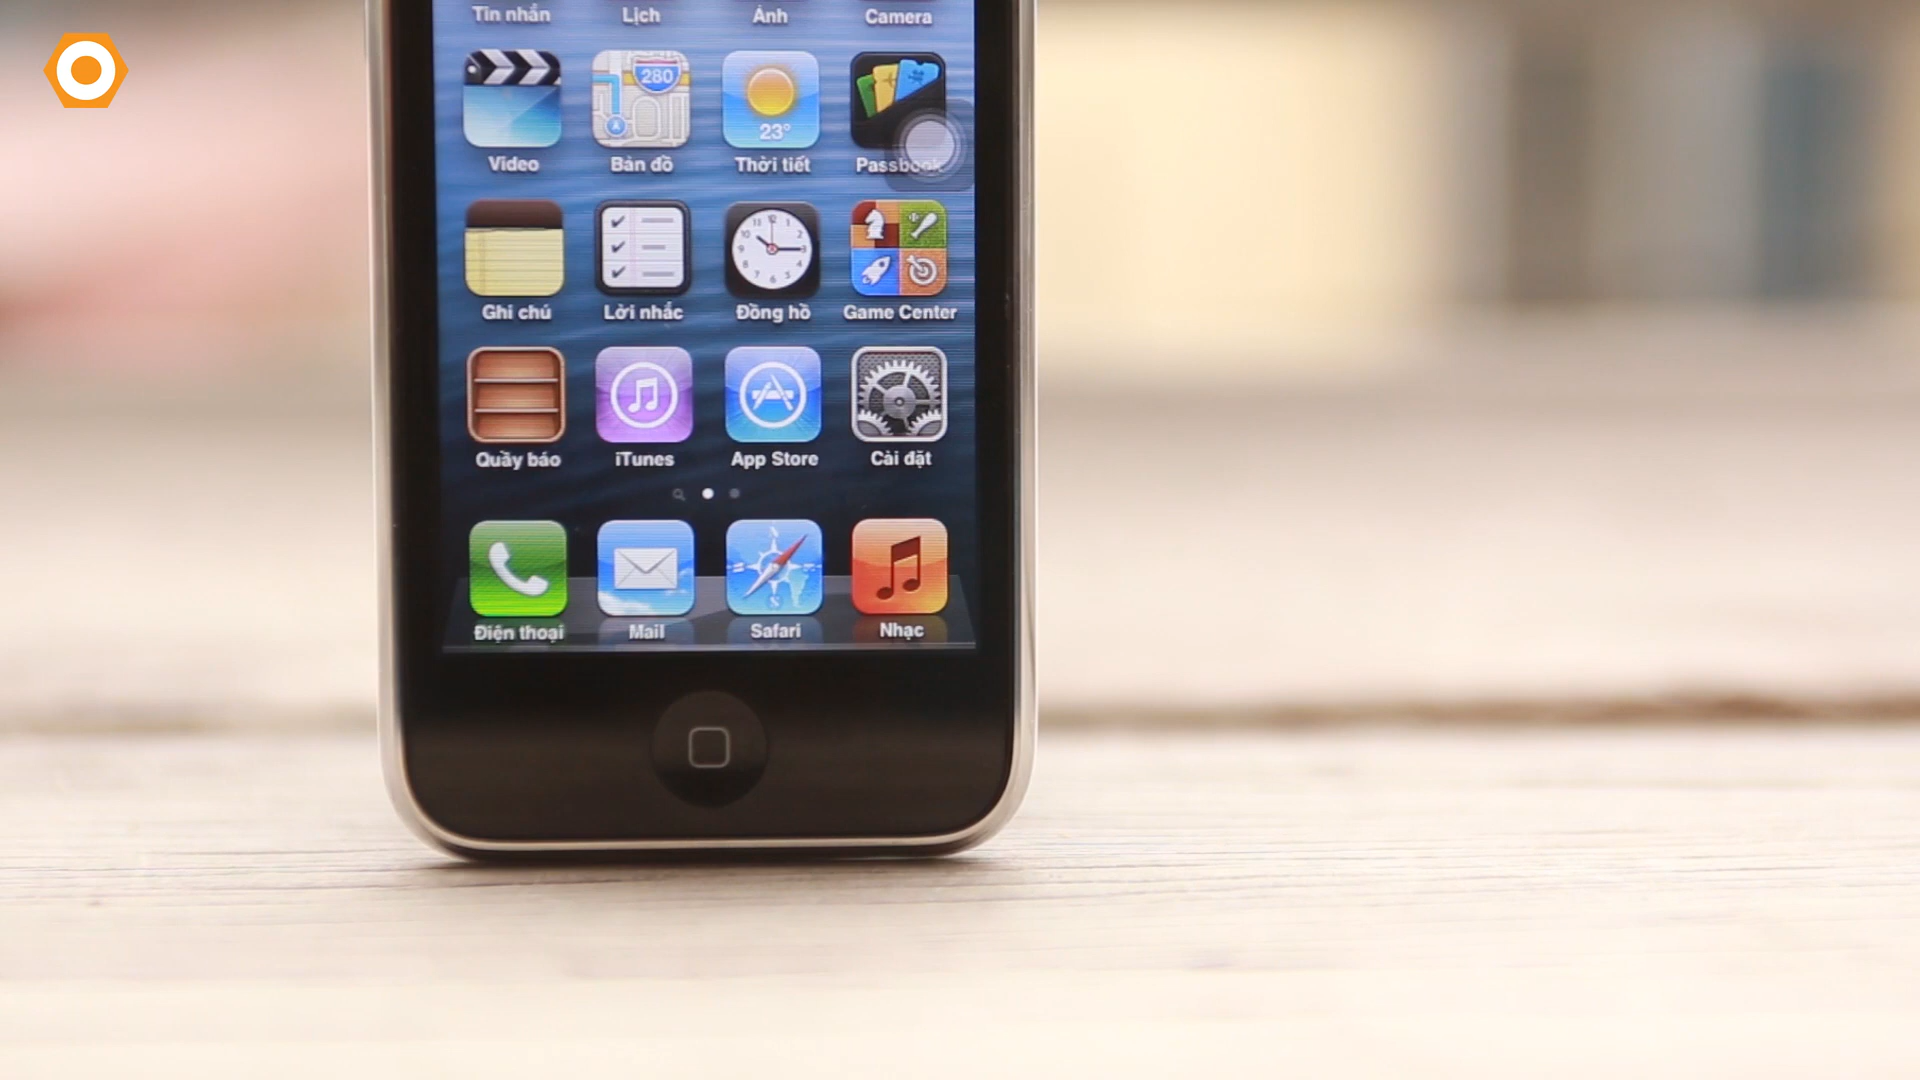 Tin nhắn Lịch Ảnh Camera
280
23°
Video Bản đồ Thời tiết Passbook
Ghi chú Lời nhắc Đồng hồ Game Center
Quầy báo iTunes App Store Cài đặt
Điện thoại Mail Safari Nhạc